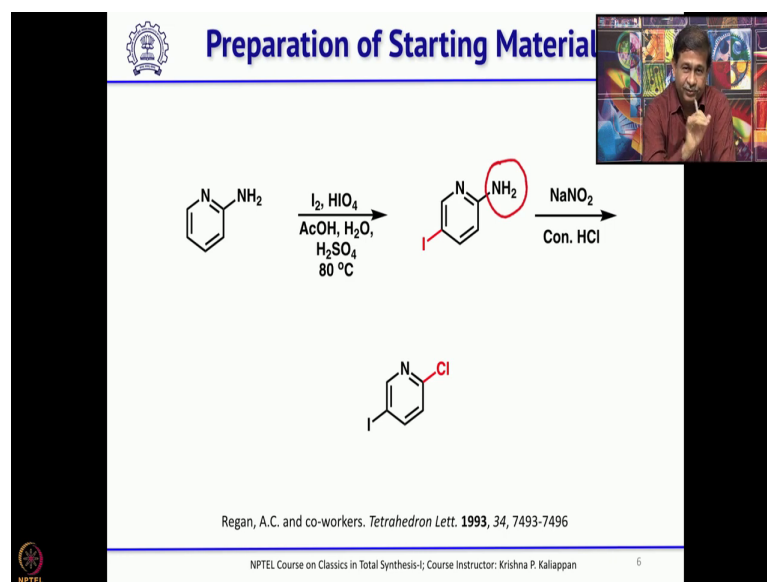 Preparation of Starting Material
N
NH2
I2, HIO4
AcOH, H2O,
H2SO4
80 ºC
N
NH2
I
NaNO2
Con. HCl
N
Cl
I
Regan, A.C. and co-workers. Tetrahedron Lett. 1993, 34, 7493-7496
NPTEL Course on Classics in Total Synthesis-I; Course Instructor: Krishna P. Kaliappan
6
NPTEL